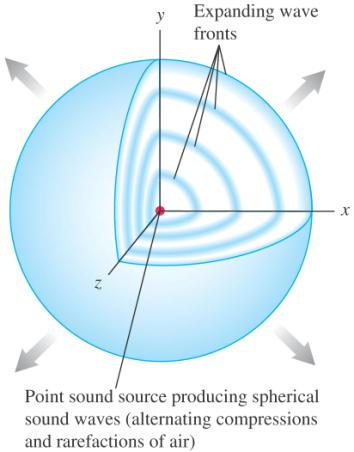 y
Expanding wave
fronts
x
z
Point sound source producing spherical
sound waves (alternating compressions
and rarefactions of air)